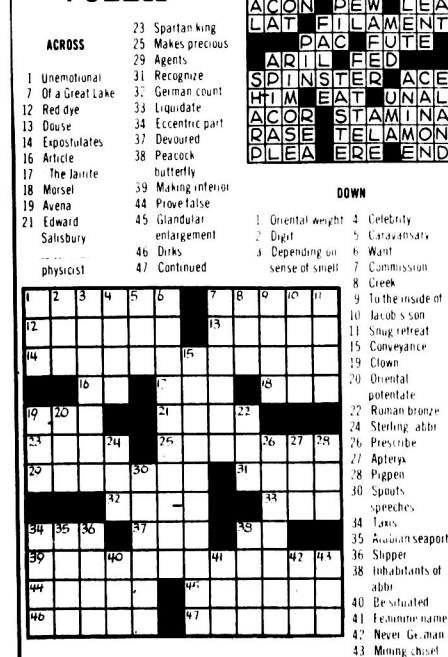 ACROSS
1 Unemotional
7 Of a Great Lake
12 Red dye
13 Douse
14 Expostulates
16 Article
17 The
18 Morsel
19 Avena
21 Edward
Salisbury
physicist
23 Spartan king
25 Makes precious
29 Agents
31 Recognize
32 German count
33 Liquidate
34 Eccentric part
37 Devoured
38 Peacock
butterfly
39 Making inferior
44 Prove false
45 Glandular
enlargement
46 Dirks
47 Continued
ACON PEW LEA
LAT FILAMENT
PAC FUTE
ARIL FED
SPINSTER ACE
HIM EAT UNAL
ACOR STAMINA
RASE TELAMON
PLEA ERE END
DOWN
1 Oriental weight
2 Digit
3 Depending on
sense of smell
4 Celebrity
5 Caravansary
6 Want
7 Commission
8 Creek
9 To the inside of
10 Jacob's son
11 Snug retreat
15 Conveyance
19 Clown
20 Oriental
potentate
22 Roman bronze
24 Sterling abbr
26 Prescribe
27 Apteryx
28 Pigpen
30 Spouts
speeches
34 Taxis
35 Arabian seaport
36 Slipper
38 Inhabitants of
abbr
40 Be situated
41 Feminine name
42 Never German
43 Mining chisel
1 2 3 4 5 6 7 8 9 10 11
12 13
14 15
16 17 18
19 20 21 22
23 24 25 26 27 28
29 30 31
32 33
34 35 36 37 38
39 40 41 42 43
44 45
46 47